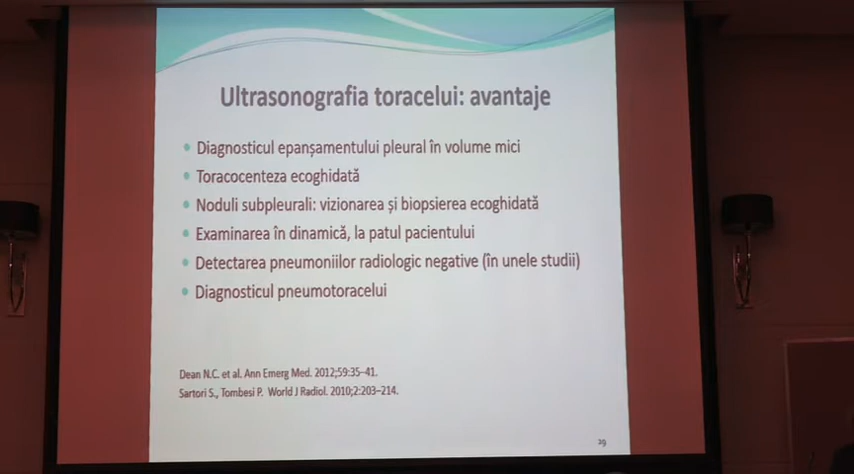 Ultrasonografia toracelui: avantaje
Diagnosticul epanșamentului pleural în volume mici
Toracocenteza ecoghidată
Noduli subpleurali: vizionarea și biopsierea ecoghidată
Examinarea în dinamică, la patul pacientului
Detectarea pneumoniilor radiologic negative (în unele studii)
Diagnosticul pneumotoracelui
Dean N.C. et al. Ann Emerg Med. 2012;59:35–41.
Sartori S., Tombesi P. World J Radiol. 2010;2:203–214.
29